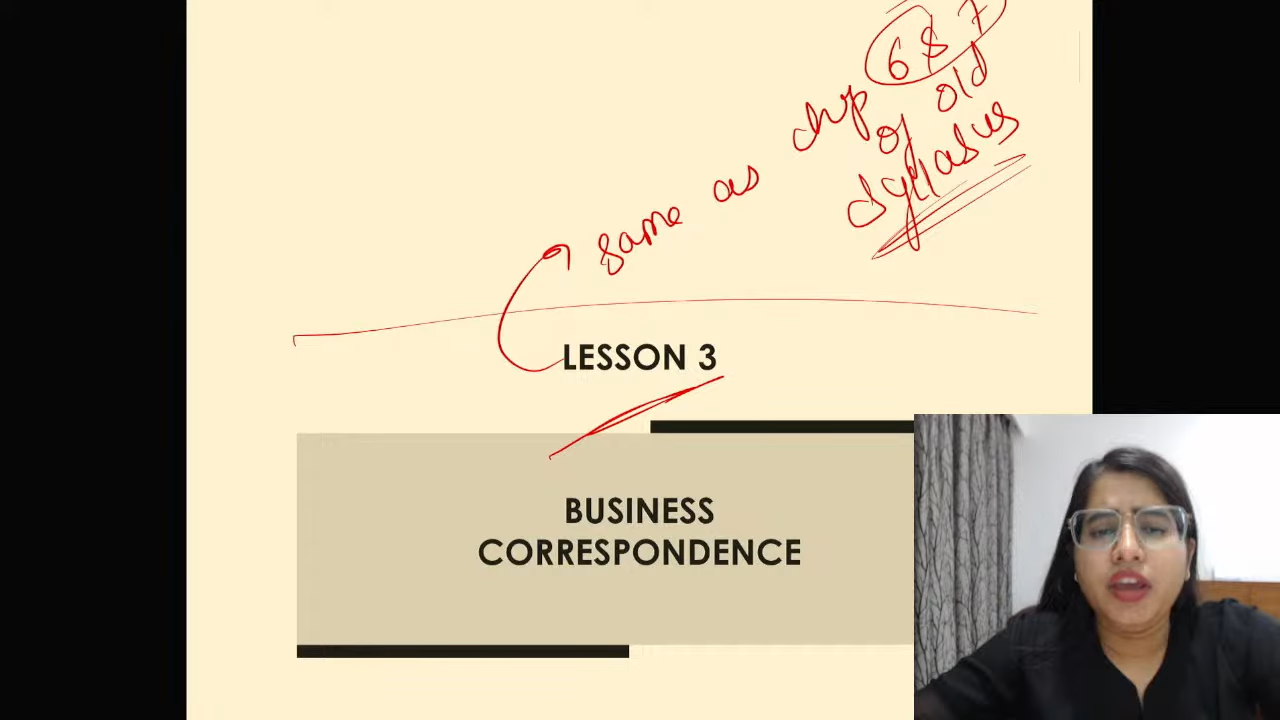 same as chp 6 & 7
of old
syllabus
LESSON 3
BUSINESS
CORRESPONDENCE